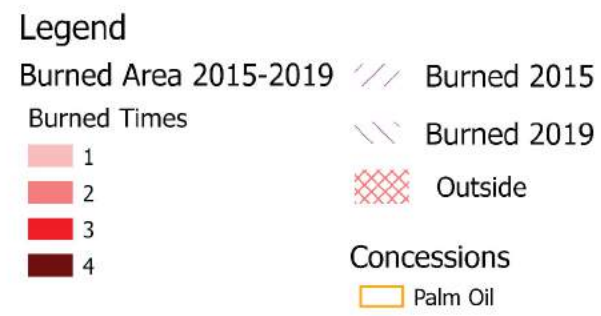 Legend
Burned Area 2015-2019
Burned Times
1
2
3
4
Burned 2015
Burned 2019
Outside
Concessions
Palm Oil